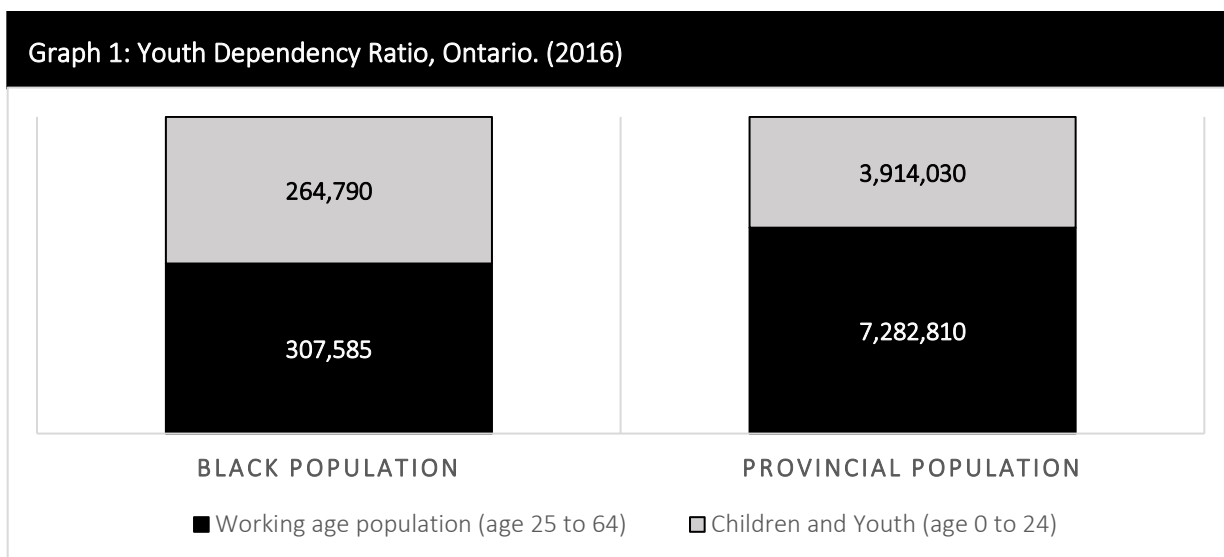 Graph 1: Youth Dependency Ratio, Ontario. (2016)
264,790
3,914,030
307,585
7,282,810
BLACK POPULATION
PROVINCIAL POPULATION
Working age population (age 25 to 64)
Children and Youth (age 0 to 24)